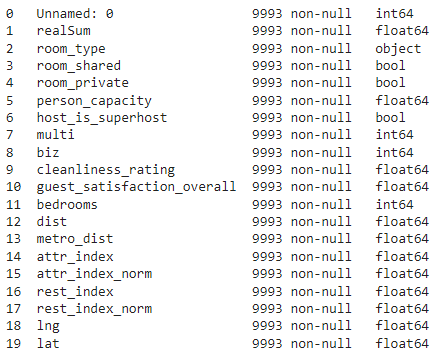 0 Unnamed: 0 9993 non-null int64
1 realSum 9993 non-null float64
2 room_type 9993 non-null object
3 room_shared 9993 non-null bool
4 room_private 9993 non-null bool
5 person_capacity 9993 non-null float64
6 host_is_superhost 9993 non-null bool
7 multi 9993 non-null int64
8 biz 9993 non-null int64
9 cleanliness_rating 9993 non-null float64
10 guest_satisfaction_overall 9993 non-null float64
11 bedrooms 9993 non-null int64
12 dist 9993 non-null float64
13 metro_dist 9993 non-null float64
14 attr_index 9993 non-null float64
15 attr_index_norm 9993 non-null float64
16 rest_index 9993 non-null float64
17 rest_index_norm 9993 non-null float64
18 lng 9993 non-null float64
19 lat 9993 non-null float64